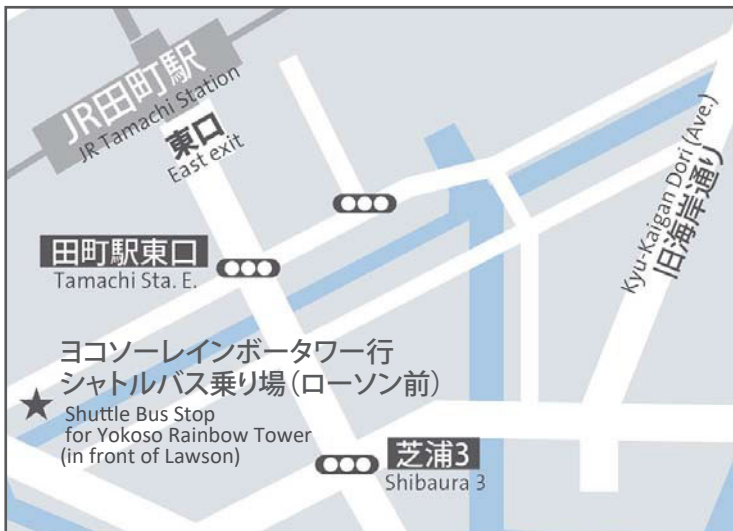 JR田町駅
JR Tamachi Station
東口
East exit
田町駅東口
Tamachi Sta. E.
Kyu-Kaigan Dori (Ave.)
旧海岸通り
ヨコソーレインボータワー行
シャトルバス乗り場(ローソン前)
Shuttle Bus Stop
for Yokoso Rainbow Tower
(in front of Lawson)
芝浦3
Shibaura 3